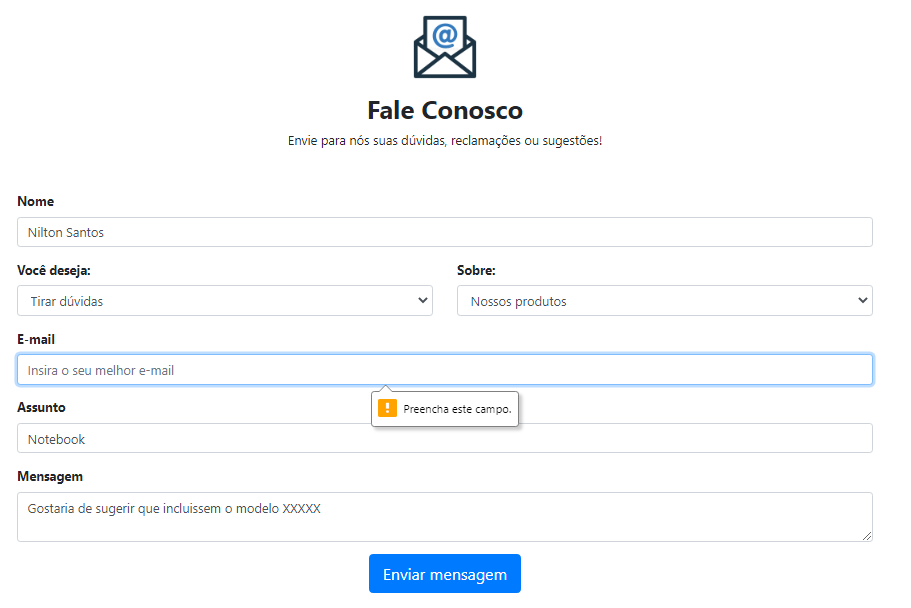 @
Fale Conosco
Envie para nós suas dúvidas, reclamações ou sugestões!
Nome
Nilton Santos
Você deseja:
Sobre:
Tirar dúvidas
Nossos produtos
E-mail
Insira o seu melhor e-mail
Preencha este campo.
Assunto
Notebook
Mensagem
Gostaria de sugerir que incluissem o modelo XXXXX
Enviar mensagem